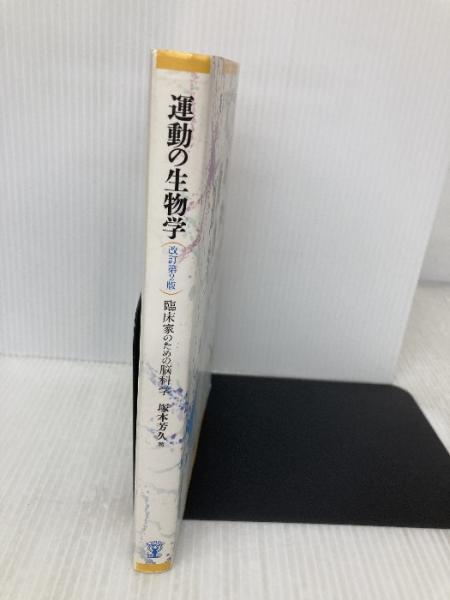 運動の生物学
(改訂第2版)
臨床家のための脳科学
塚本芳久 著